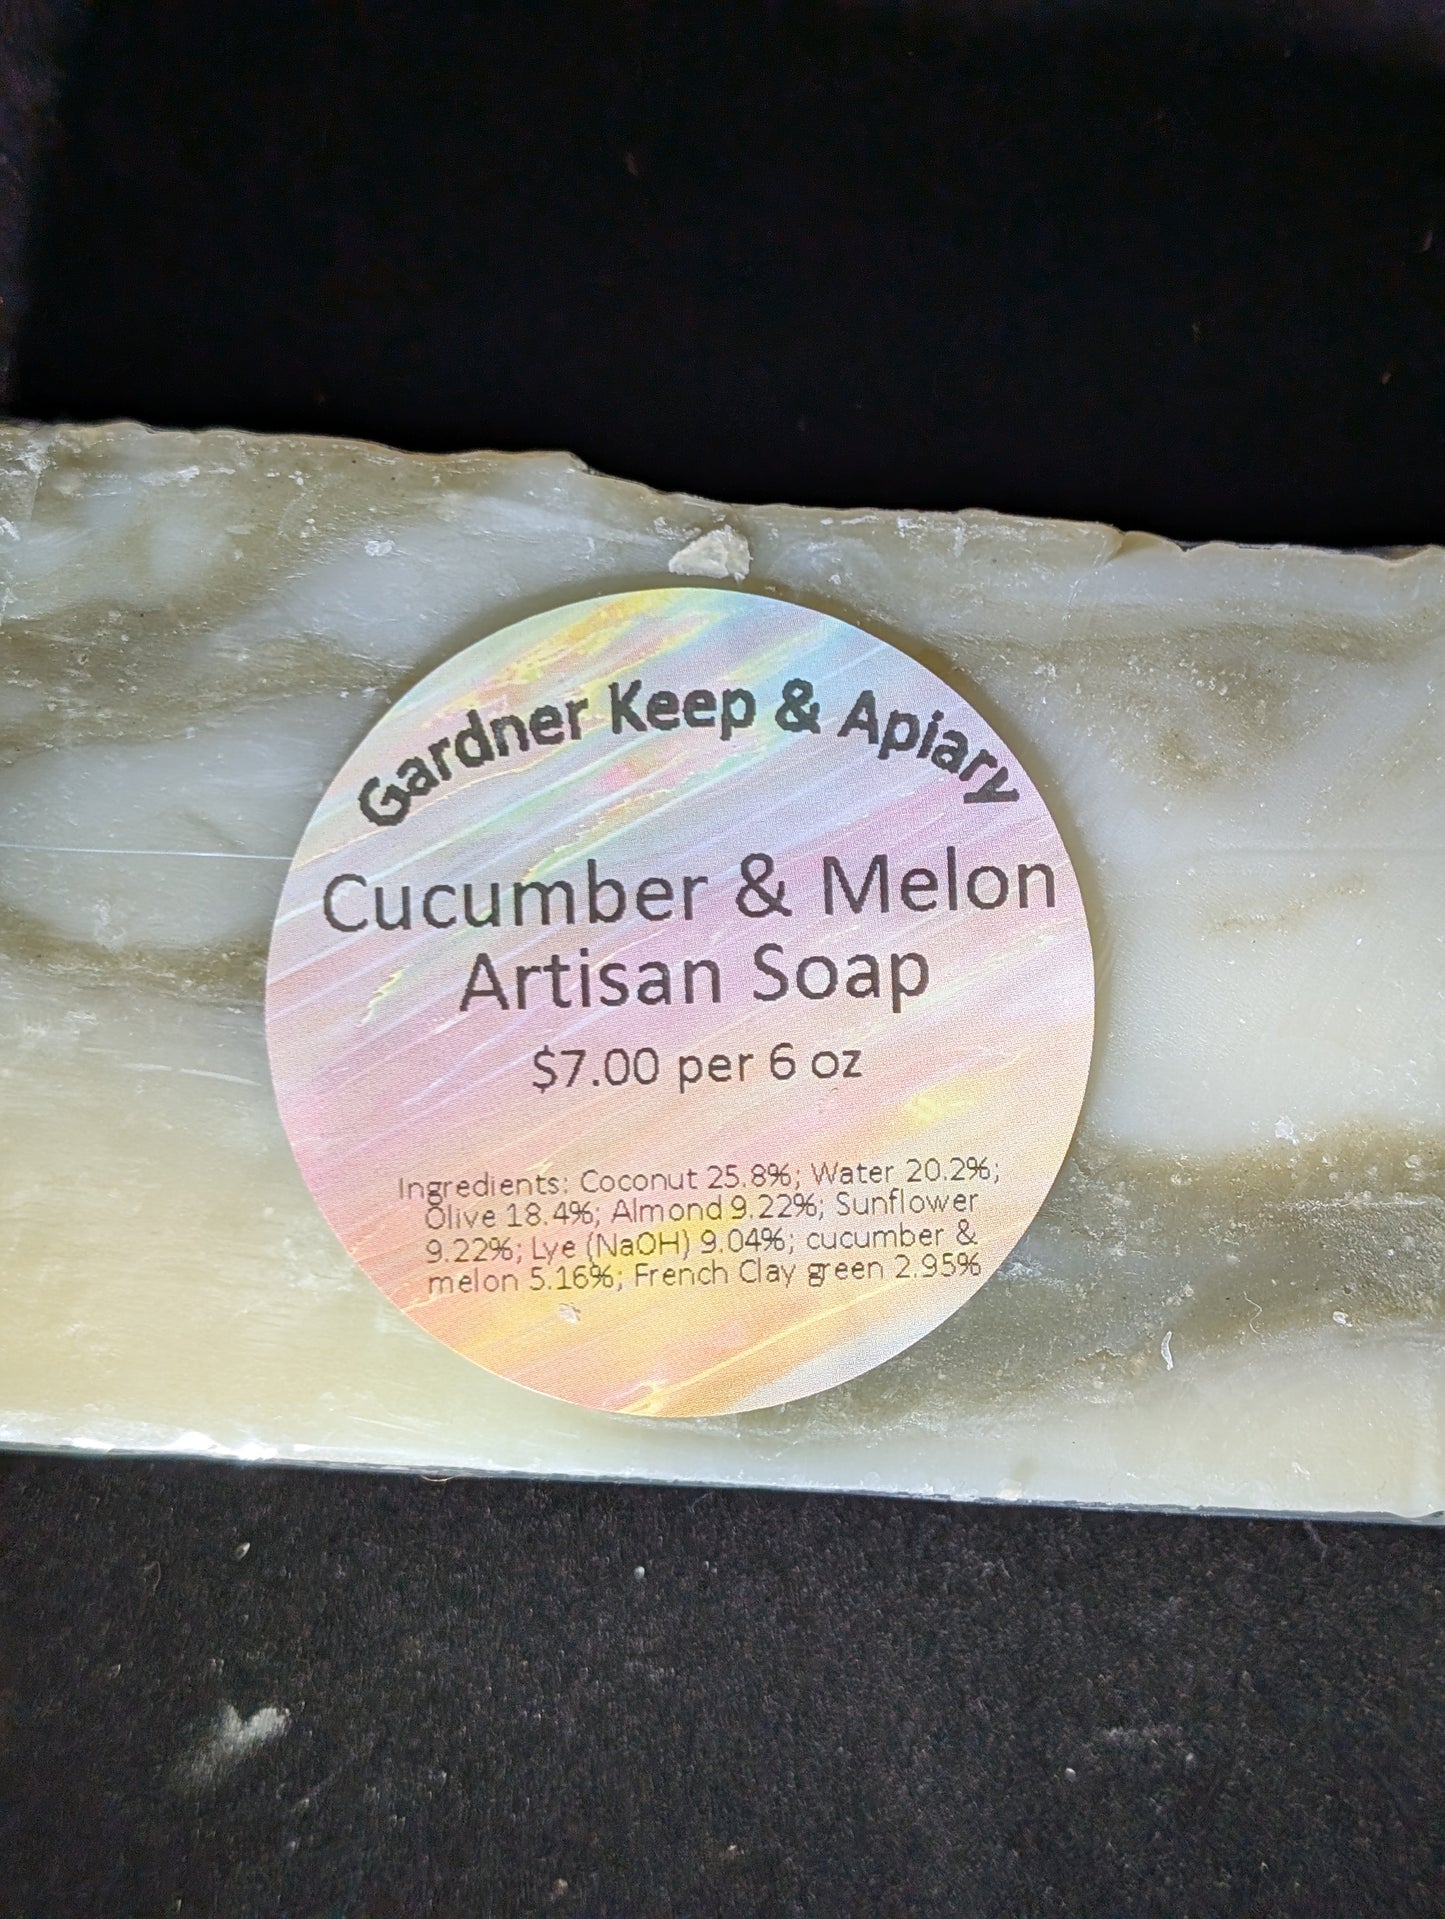 Gardner Keep & Apiary
Cucumber & Melon
Artisan Soap
$7.00 per 6 oz
Ingredients: Coconut 25.8%; Water 20.2%;
Olive 18.4%; Almond 9.22%; Sunflower
9.22%; Lye (NaOH) 9.04%; cucumber &
melon 5.16%; French Clay green 2.95%